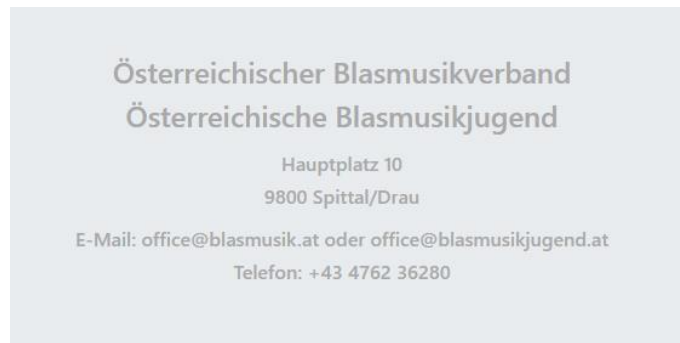 Österreichischer Blasmusikverband
Österreichische Blasmusikjugend
Hauptplatz 10
9800 Spittal/Drau
E-Mail: office@blasmusik.at oder office@blasmusikjugend.at
Telefon: +43 4762 36280